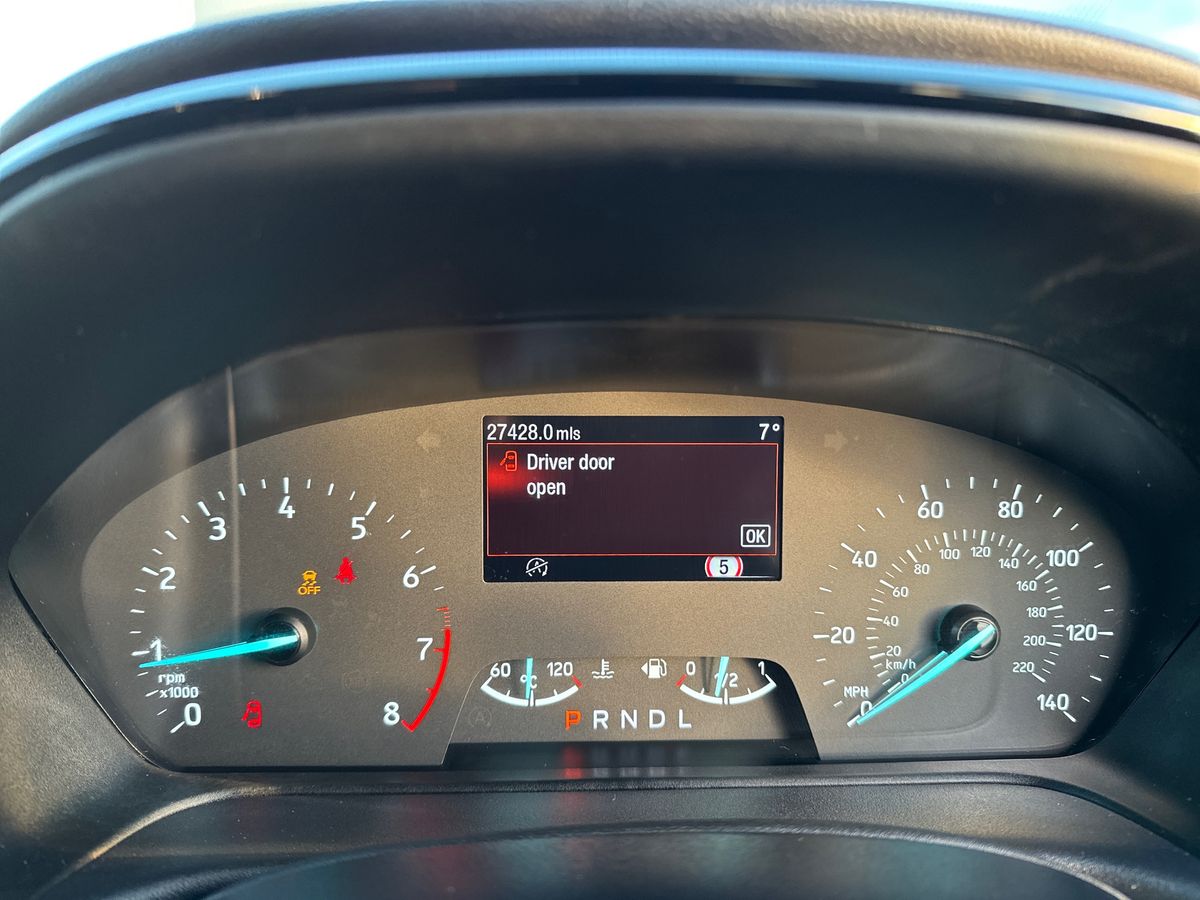 27428.0 mls 7°
Driver door
open
OK
5
0 1 2 3 4 5 6 7 8
rpm
x1000
OFF
60 °C 120
0 1/2 1
P R N D L
0 20 40 60 80 100 120 140
MPH
0 20 40 60 80 100 120 140 160 180 200 220
km/h